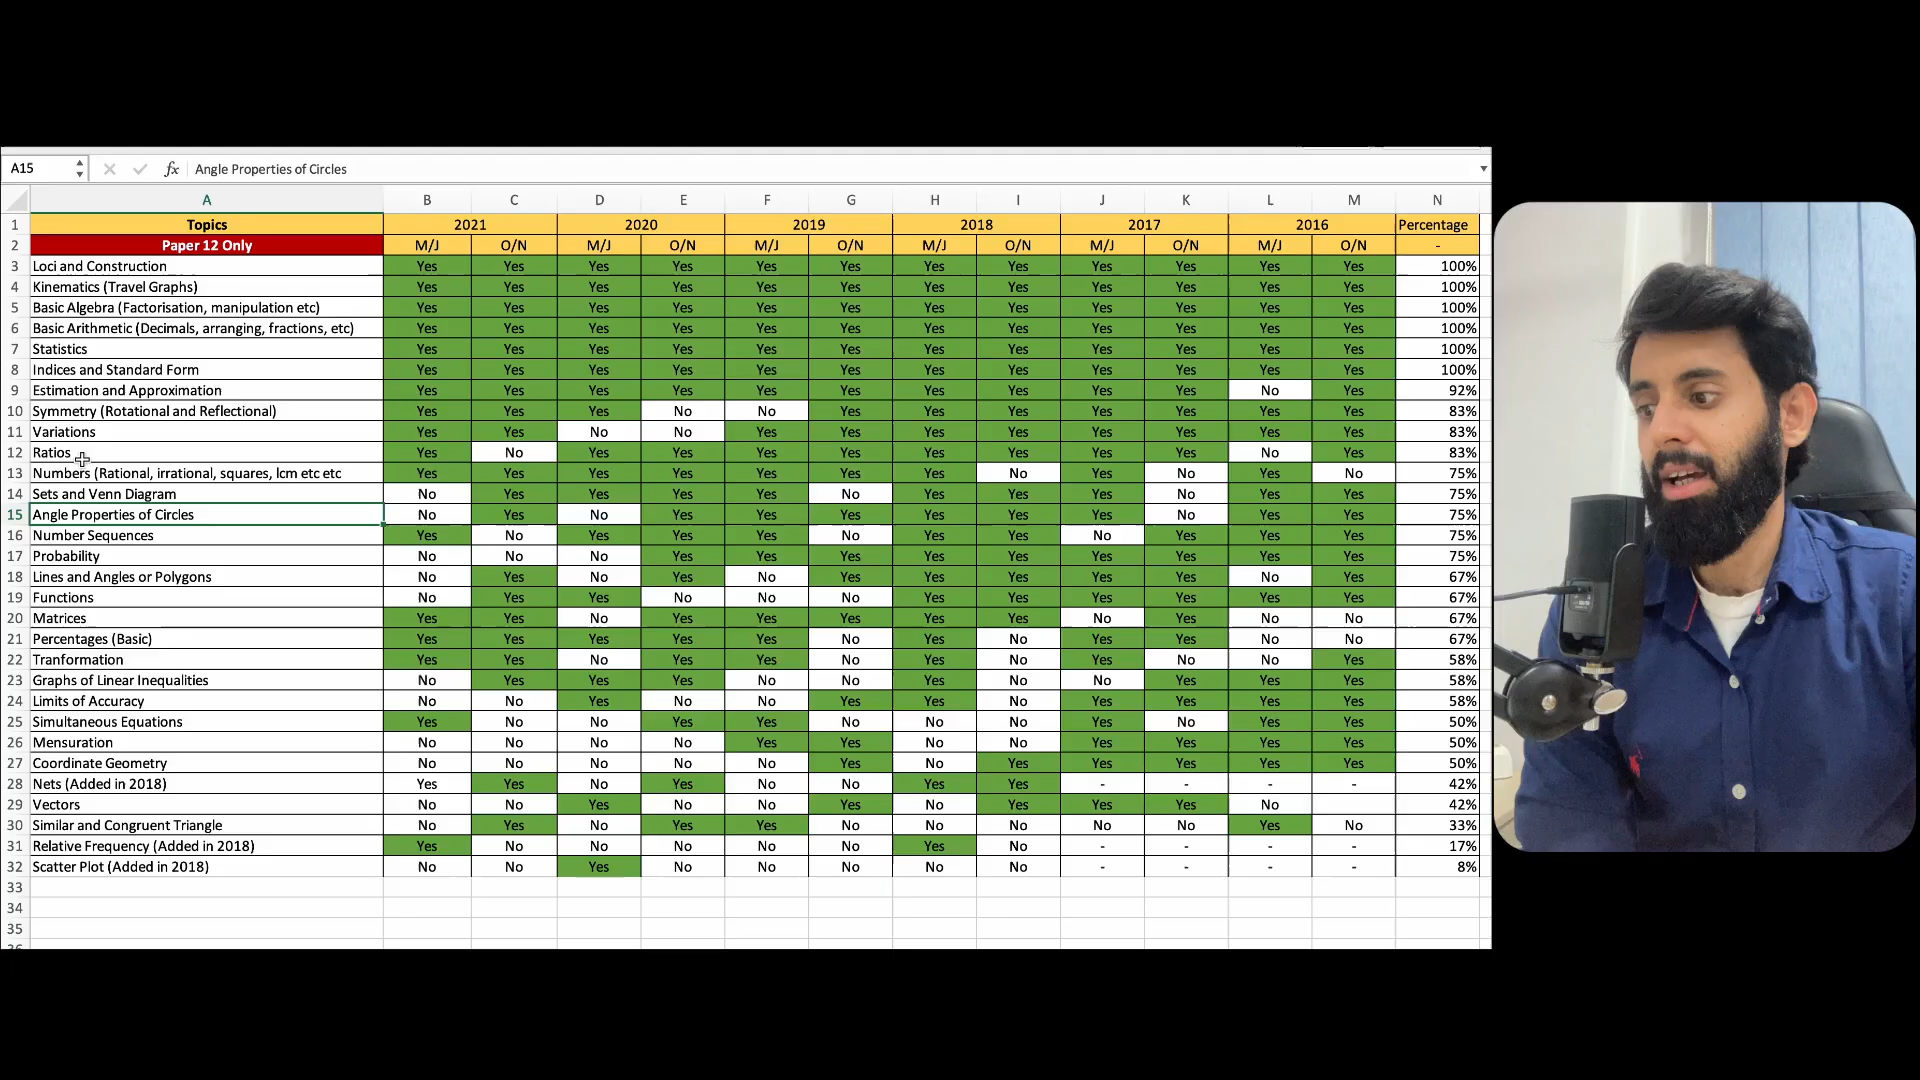 A15 fx Angle Properties of Circles
A B C D E F G H I J K L M N
1 Topics 2021 2020 2019 2018 2017 2016 Percentage
2 Paper 12 Only M/J O/N M/J O/N M/J O/N M/J O/N M/J O/N M/J O/N -
3 Loci and Construction Yes Yes Yes Yes Yes Yes Yes Yes Yes Yes Yes Yes 100%
4 Kinematics (Travel Graphs) Yes Yes Yes Yes Yes Yes Yes Yes Yes Yes Yes Yes 100%
5 Basic Algebra (Factorisation, manipulation etc) Yes Yes Yes Yes Yes Yes Yes Yes Yes Yes Yes Yes 100%
6 Basic Arithmetic (Decimals, arranging, fractions, etc) Yes Yes Yes Yes Yes Yes Yes Yes Yes Yes Yes Yes 100%
7 Statistics Yes Yes Yes Yes Yes Yes Yes Yes Yes Yes Yes Yes 100%
8 Indices and Standard Form Yes Yes Yes Yes Yes Yes Yes Yes Yes Yes Yes Yes 100%
9 Estimation and Approximation Yes Yes Yes Yes Yes Yes Yes Yes Yes Yes No Yes 92%
10 Symmetry (Rotational and Reflectional) Yes Yes Yes No No Yes Yes Yes Yes Yes Yes Yes 83%
11 Variations Yes Yes No No Yes Yes Yes Yes Yes Yes Yes Yes 83%
12 Ratios Yes No Yes Yes Yes Yes Yes Yes Yes Yes No Yes 83%
13 Numbers (Rational, irrational, squares, lcm etc etc Yes Yes Yes Yes Yes Yes Yes No Yes No Yes No 75%
14 Sets and Venn Diagram No Yes Yes Yes Yes No Yes Yes Yes No Yes Yes 75%
15 Angle Properties of Circles No Yes No Yes Yes Yes Yes Yes Yes No Yes Yes 75%
16 Number Sequences Yes No Yes Yes Yes No Yes Yes No Yes Yes Yes 75%
17 Probability No No No Yes Yes Yes Yes Yes Yes Yes Yes Yes 75%
18 Lines and Angles or Polygons No Yes No Yes No Yes Yes Yes Yes Yes No Yes 67%
19 Functions No Yes Yes No No No Yes Yes Yes Yes Yes Yes 67%
20 Matrices Yes Yes No Yes Yes Yes Yes Yes No Yes No No 67%
21 Percentages (Basic) Yes Yes Yes Yes Yes No Yes No Yes Yes No No 67%
22 Tranformation Yes Yes No Yes Yes No Yes No Yes No No Yes 58%
23 Graphs of Linear Inequalities No Yes Yes Yes No No Yes No No Yes Yes Yes 58%
24 Limits of Accuracy No No Yes No No Yes Yes No Yes Yes Yes Yes 58%
25 Simultaneous Equations Yes No No Yes Yes No No No Yes No Yes Yes 50%
26 Mensuration No No No No Yes Yes No No Yes Yes Yes Yes 50%
27 Coordinate Geometry No No No No No Yes No Yes Yes Yes Yes Yes 50%
28 Nets (Added in 2018) Yes Yes No Yes No No Yes Yes - - - - 42%
29 Vectors No No Yes No No Yes No Yes Yes Yes No 42%
30 Similar and Congruent Triangle No Yes No Yes Yes No No No No No Yes No 33%
31 Relative Frequency (Added in 2018) Yes No No No No No Yes No - - - - 17%
32 Scatter Plot (Added in 2018) No No Yes No No No No No - - - - 8%
33
34
35